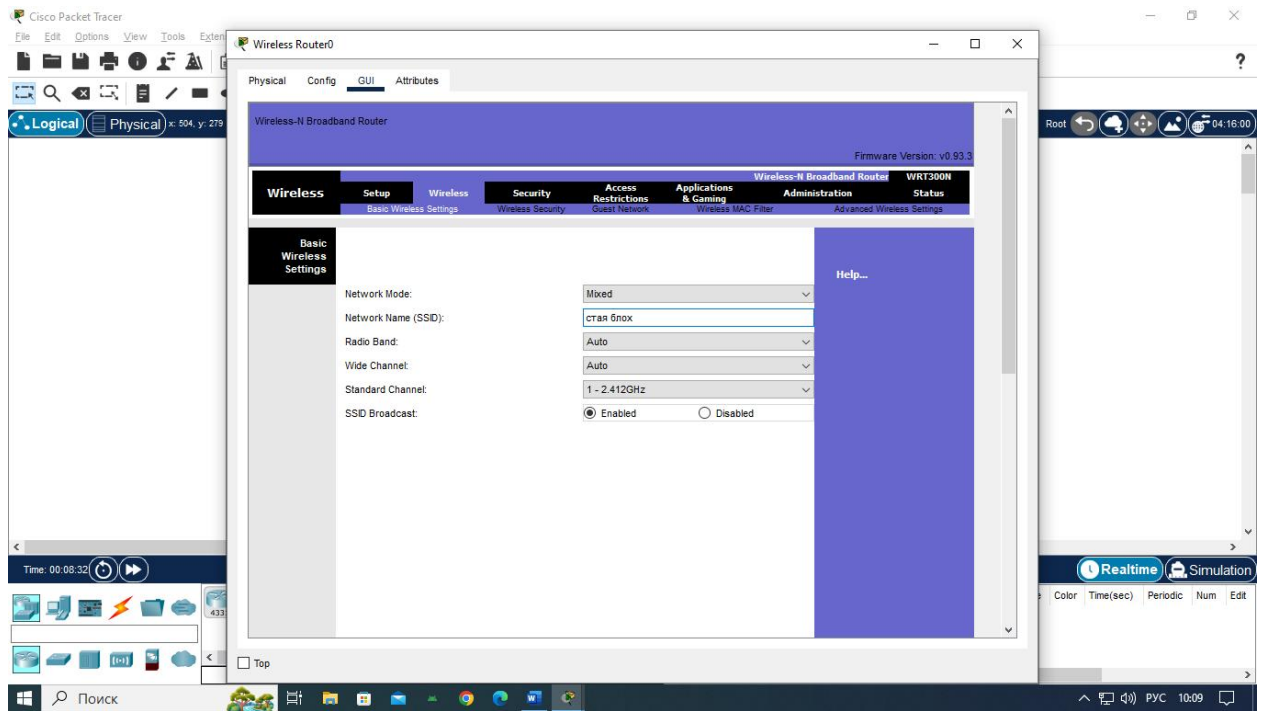 Cisco Packet Tracer
File Edit Options View Tools Exten
Wireless Router0
?
Physical Config GUI Attributes
Logical Physical x: 504, y: 279
Root 04:16:00
Wireless-N Broadband Router
Firmware Version: v0.93.3
Wireless-N Broadband Router WRT300N
Wireless Setup Wireless Security Access Restrictions Applications & Gaming Administration Status
Basic Wireless Settings Wireless Security Guest Network Wireless MAC Filter Advanced Wireless Settings
Basic
Wireless
Settings
Help...
Network Mode: Mixed
Network Name (SSID): стая блох
Radio Band: Auto
Wide Channel: Auto
Standard Channel: 1 - 2.412GHz
SSID Broadcast: Enabled Disabled
Time: 00:08:32
Realtime Simulation
433
Color Time(sec) Periodic Num Edit
Top
Поиск
РУС 10:09